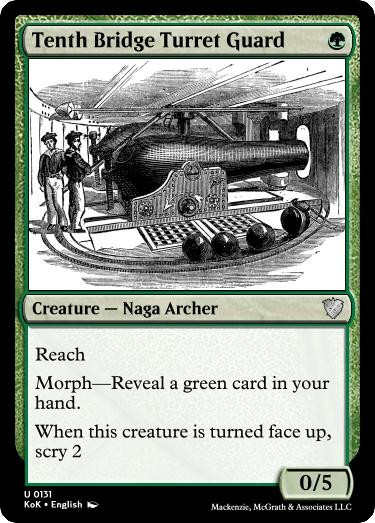 Tenth Bridge Turret Guard
Creature — Naga Archer
Reach
Morph—Reveal a green card in your
hand.
When this creature is turned face up,
scry 2
0/5
U 0131
KoK • English
Mackenzie, McGrath & Associates LLC